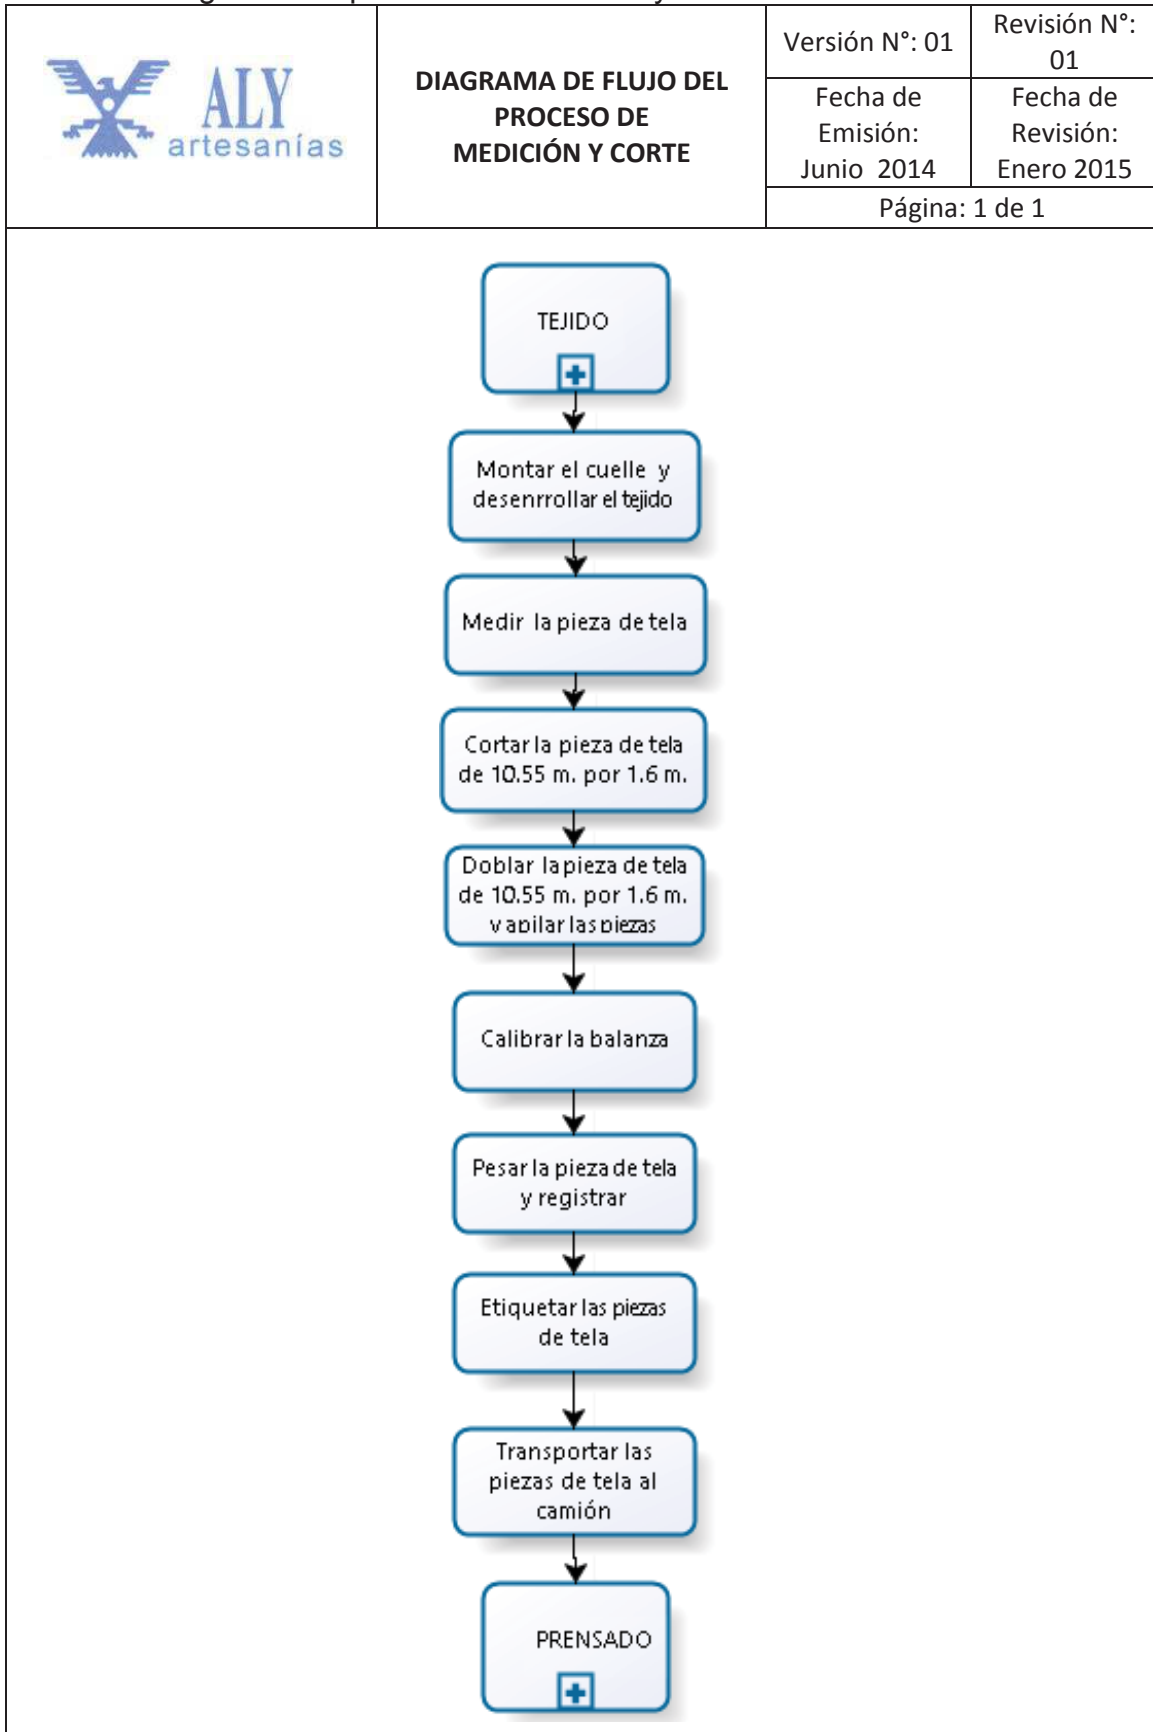 ALY
artesanías
DIAGRAMA DE FLUJO DEL
PROCESO DE
MEDICIÓN Y CORTE
Versión N°: 01
Revisión N°:
01
Fecha de
Emisión:
Junio 2014
Fecha de
Revisión:
Enero 2015
Página: 1 de 1
TEJIDO
Montar el cuelle y
desenrrollar el tejido
Medir la pieza de tela
Cortar la pieza de tela
de 10.55 m. por 1.6 m.
Doblar la pieza de tela
de 10.55 m. por 1.6 m.
y apilar las piezas
Calibrar la balanza
Pesar la pieza de tela
y registrar
Etiquetar las piezas
de tela
Transportar las
piezas de tela al
camión
PRENSADO